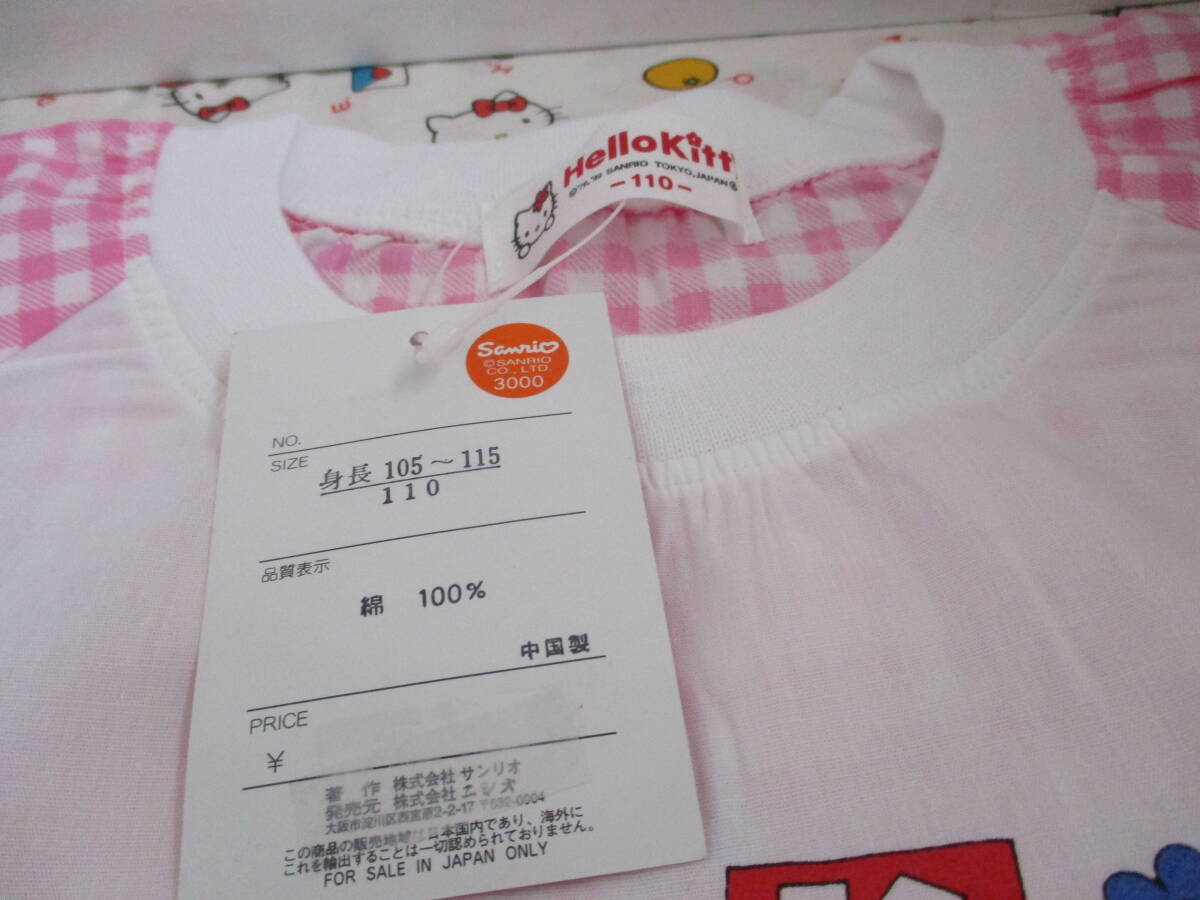 HelloKitt
©'76,'99 SANRIO TOKYO,JAPAN
-110-
Sanrio
©SANRIO
CO., LTD.
3000
NO.
SIZE
身長 105～115
110
品質表示
綿 100%
中国製
PRICE
¥
著 作 株式会社 サンリオ
発売元 株式会社
大阪市淀川区西宮原2-2-17 〒532-0004
この商品の販売地域は日本国内であり、海外に
これを輸出することは一切認められておりません。
FOR SALE IN JAPAN ONLY